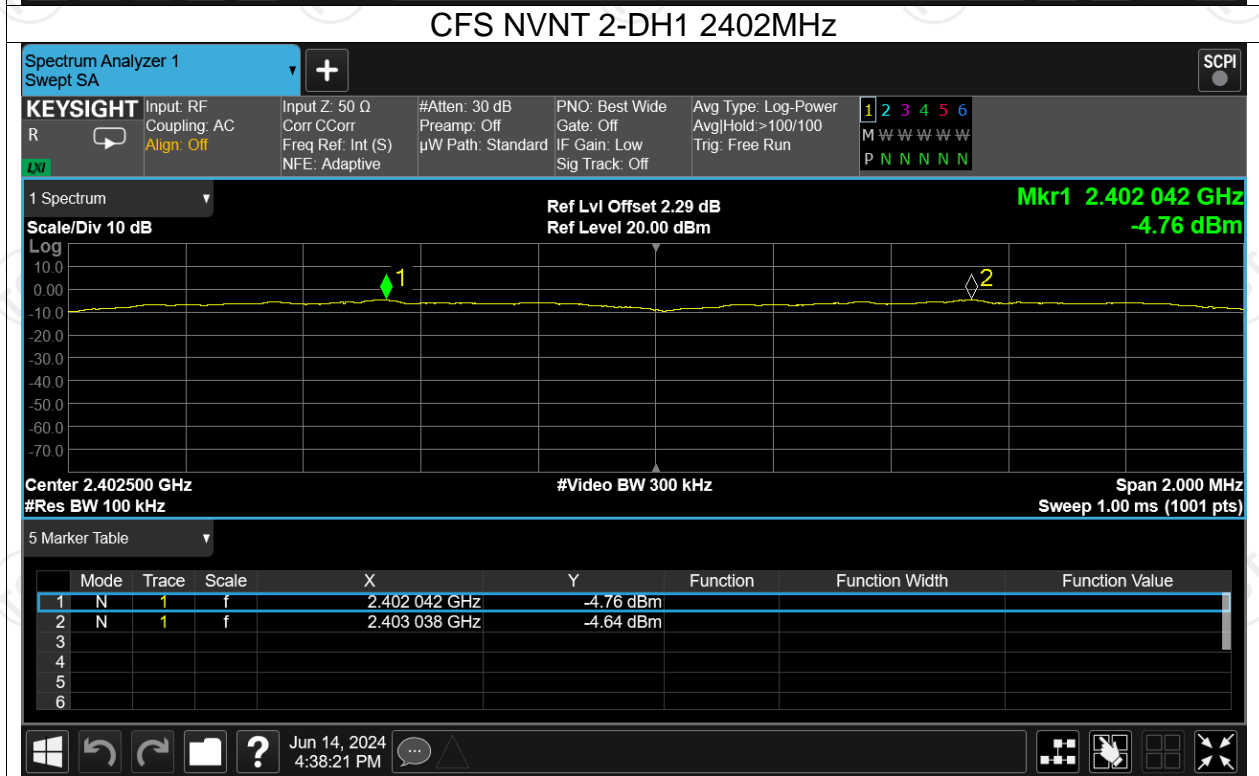 CFS NVNT 2-DH1 2402MHz
Spectrum Analyzer 1
Swept SA
SCPI
KEYSIGHT Input: RF Input Z: 50 Ω #Atten: 30 dB PNO: Best Wide Avg Type: Log-Power 1 2 3 4 5 6
R Coupling: AC Corr CCorr Preamp: Off Gate: Off Avg|Hold:>100/100 M W W W W W
Align: Off Freq Ref: Int (S) µW Path: Standard IF Gain: Low Trig: Free Run
LXI NFE: Adaptive Sig Track: Off P N N N N N
1 Spectrum
Ref Lvl Offset 2.29 dB Mkr1 2.402 042 GHz
Scale/Div 10 dB Ref Level 20.00 dBm -4.76 dBm
Log
10.0
0.00
-10.0
-20.0
-30.0
-40.0
-50.0
-60.0
-70.0
1
2
Center 2.402500 GHz #Video BW 300 kHz Span 2.000 MHz
#Res BW 100 kHz Sweep 1.00 ms (1001 pts)
5 Marker Table
Mode Trace Scale X Y Function Function Width Function Value
1 N 1 f 2.402 042 GHz -4.76 dBm
2 N 1 f 2.403 038 GHz -4.64 dBm
3
4
5
6
Jun 14, 2024
4:38:21 PM